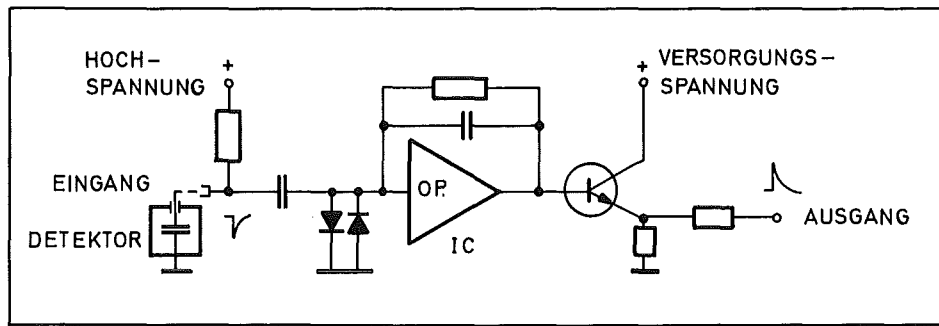 HOCH-
SPANNUNG
+
VERSORGUNGS-
SPANNUNG
+
EINGANG
DETEKTOR
OP.
IC
AUSGANG